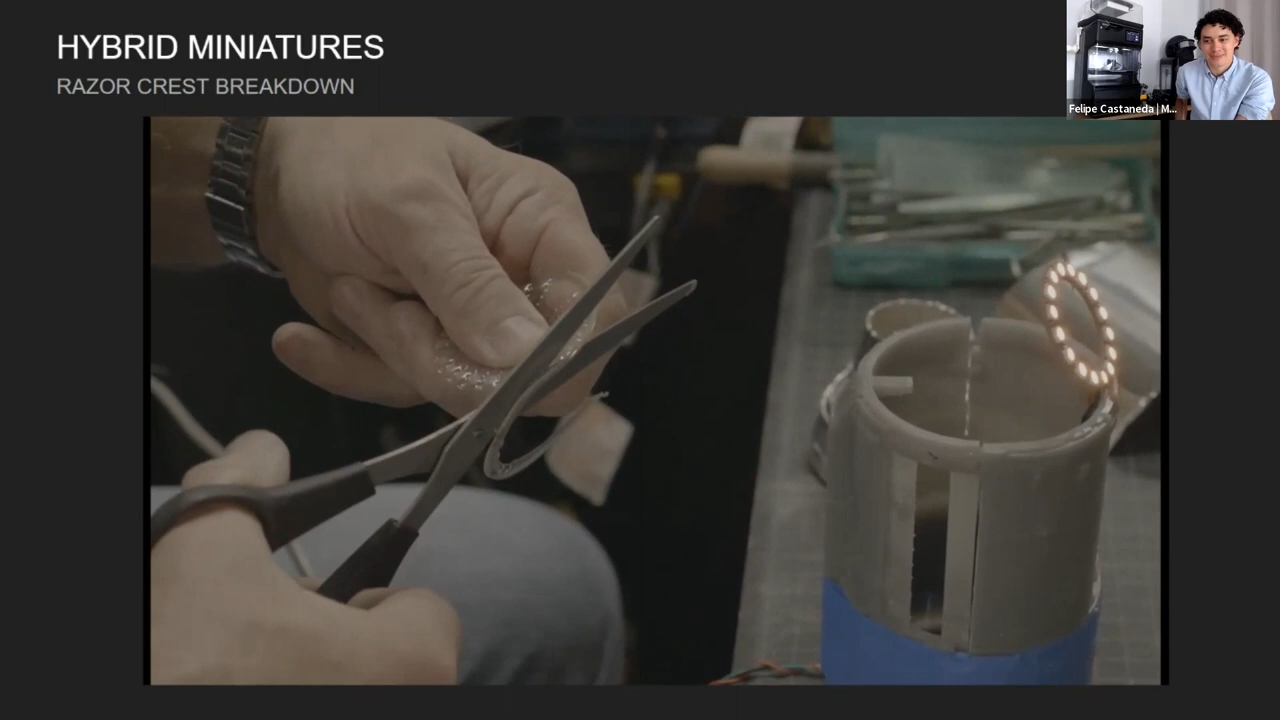 HYBRID MINIATURES
RAZOR CREST BREAKDOWN
Felipe Castaneda | M...